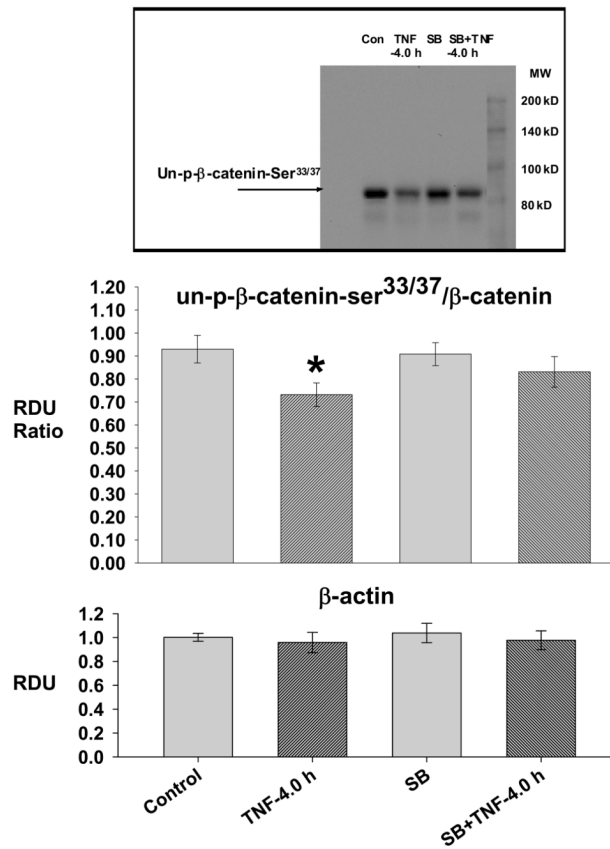 Con TNF SB SB+TNF
-4.0 h -4.0 h
MW
200 kD
140 kD
100 kD
Un-p-β-catenin-Ser33/37
80 kD
un-p-β-catenin-ser33/37/β-catenin
1.20
1.10
1.00
0.90
*
0.80
0.70
RDU
Ratio
0.60
0.50
0.40
0.30
0.20
0.10
0.00
β-actin
1.2
1.0
0.8
RDU
0.6
0.4
0.2
0.0
Control
TNF-4.0 h
SB
SB+TNF-4.0 h